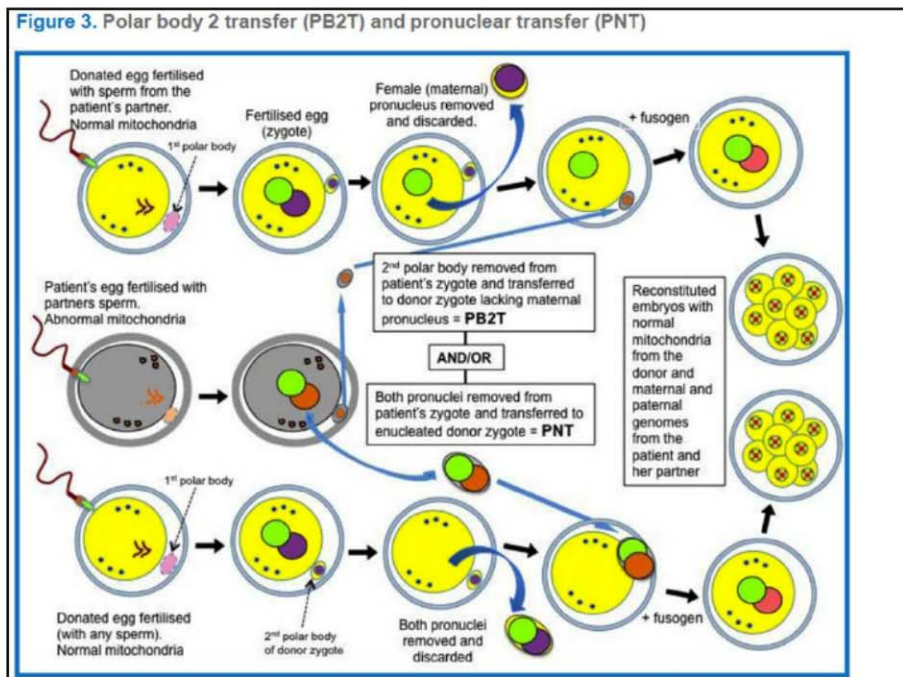 Figure 3. Polar body 2 transfer (PB2T) and pronuclear transfer (PNT)
Donated egg fertilised
with sperm from the
patient's partner.
Normal mitochondria
1st polar body
Fertilised egg
(zygote)
Female (maternal)
pronucleus removed
and discarded.
+ fusogen
Patient's egg fertilised with
partners sperm.
Abnormal mitochondria
2nd polar body removed from
patient's zygote and transferred
to donor zygote lacking maternal
pronucleus = PB2T
AND/OR
Both pronuclei removed from
patient's zygote and transferred to
enucleated donor zygote = PNT
Reconstituted
embryos with
normal
mitochondria
from the
donor and
maternal and
paternal
genomes
from the
patient and
her partner
1st polar body
Donated egg fertilised
(with any sperm).
Normal mitochondria
2nd polar body
of donor zygote
Both pronuclei
removed and
discarded
+ fusogen